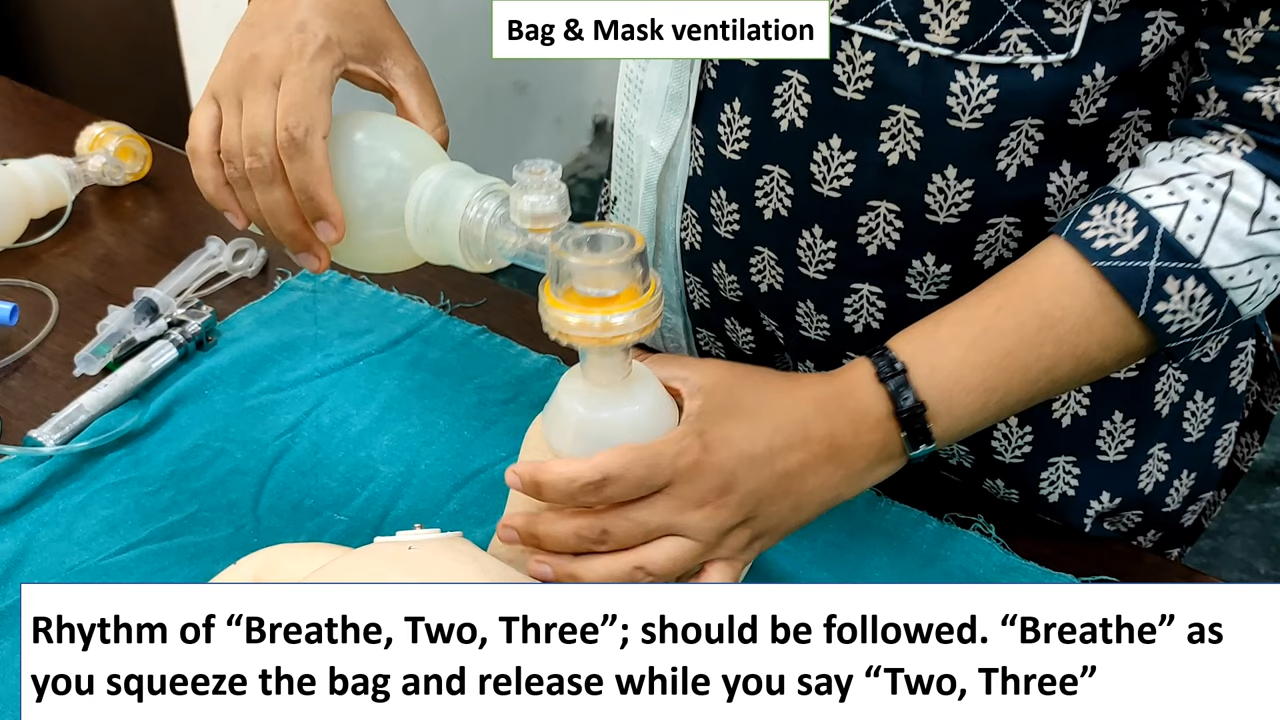 Bag & Mask ventilation
Rhythm of “Breathe, Two, Three”; should be followed. “Breathe” as
you squeeze the bag and release while you say “Two, Three”